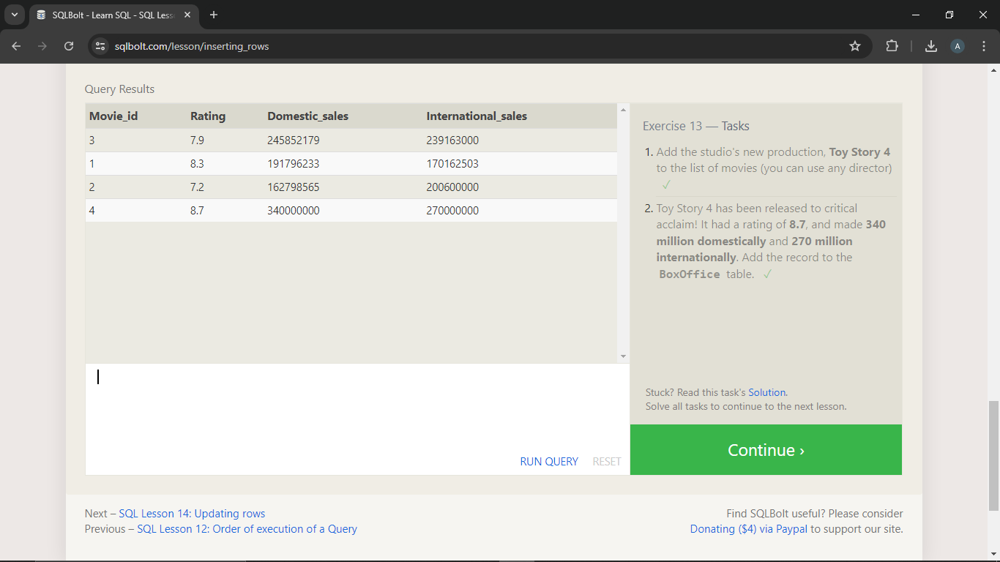 SQLBolt - Learn SQL - SQL Less
sqlbolt.com/lesson/inserting_rows
A
Query Results
Movie_id Rating Domestic_sales International_sales
3 7.9 245852179 239163000
1 8.3 191796233 170162503
2 7.2 162798565 200600000
4 8.7 340000000 270000000
RUN QUERY RESET
Exercise 13 — Tasks
1. Add the studio's new production, Toy Story 4
to the list of movies (you can use any director)
✓
2. Toy Story 4 has been released to critical
acclaim! It had a rating of 8.7, and made 340
million domestically and 270 million
internationally. Add the record to the
BoxOffice table. ✓
Stuck? Read this task's Solution.
Solve all tasks to continue to the next lesson.
Continue ›
Next – SQL Lesson 14: Updating rows
Previous – SQL Lesson 12: Order of execution of a Query
Find SQLBolt useful? Please consider
Donating ($4) via Paypal to support our site.